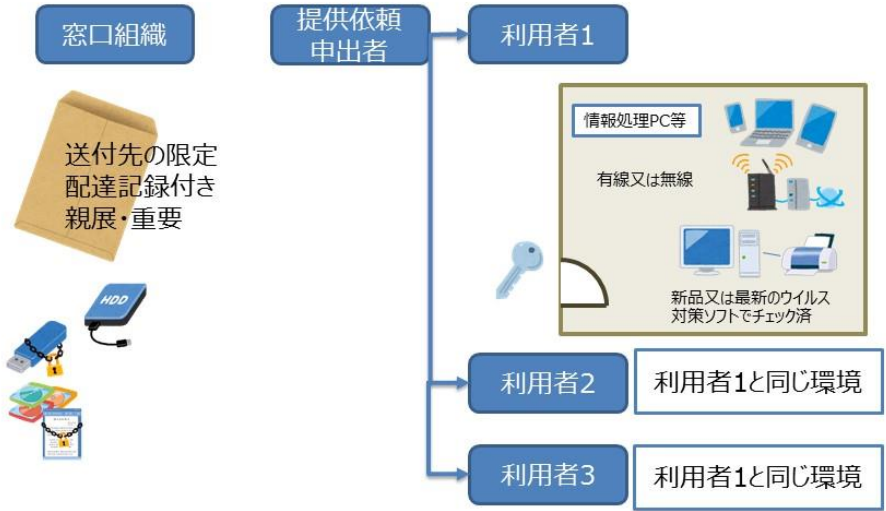 窓口組織
提供依頼
申出者
利用者1
送付先の限定
配達記録付き
親展・重要
情報処理PC等
有線又は無線
新品又は最新のウイルス
対策ソフトでチェック済
HDD
利用者2
利用者1と同じ環境
利用者3
利用者1と同じ環境